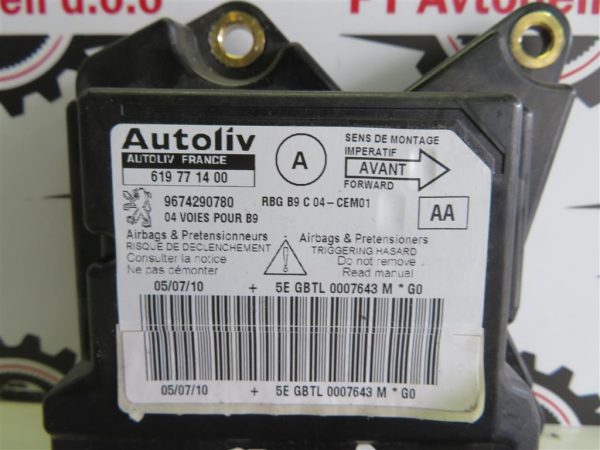 d.o.o
PT Avtodeli
Autoliv
AUTOLIV FRANCE
619 77 14 00
A
SENS DE MONTAGE
IMPERATIF
AVANT
FORWARD
9674290780
RBG B9 C 04-CEM01
04 VOIES POUR B9
AA
Airbags & Pretensionneurs
RISQUE DE DECLENCHEMENT
Consulter la notice
Ne pas démonter
Airbags & Pretensioners
TRIGGERING HASARD
Do not remove
Read manual
05/07/10 + 5E GBTL 0007643 M * G0
05/07/10 + 5E GBTL 0007643 M * G0